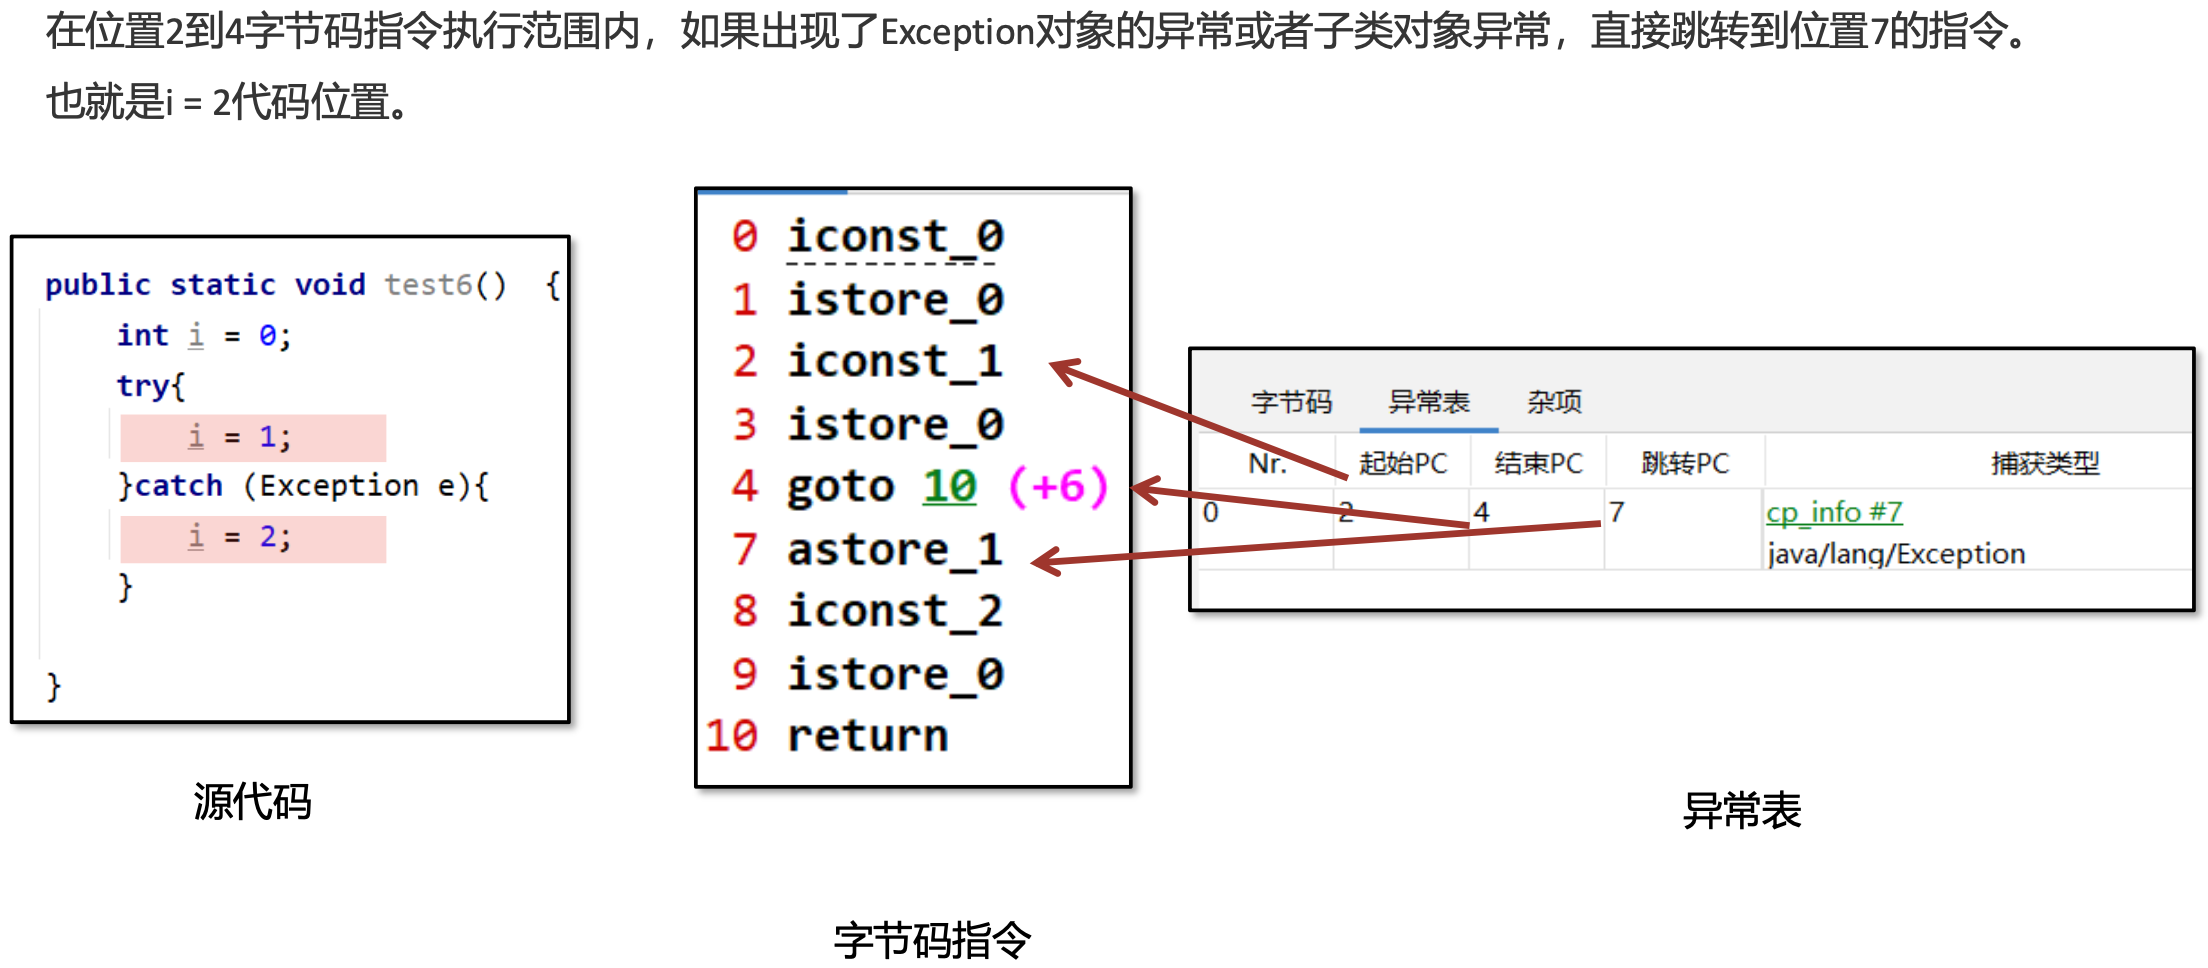 在位置2到4字节码指令执行范围内，如果出现了Exception对象的异常或者子类对象异常，直接跳转到位置7的指令。
也就是i = 2代码位置。
public static void test6() {
int i = 0;
try{
i = 1;
}catch (Exception e){
i = 2;
}
}
源代码
0 iconst_0
1 istore_0
2 iconst_1
3 istore_0
4 goto 10 (+6)
7 astore_1
8 iconst_2
9 istore_0
10 return
字节码指令
字节码 异常表 杂项
Nr. 起始PC 结束PC 跳转PC 捕获类型
0 2 4 7 cp_info #7
java/lang/Exception
异常表